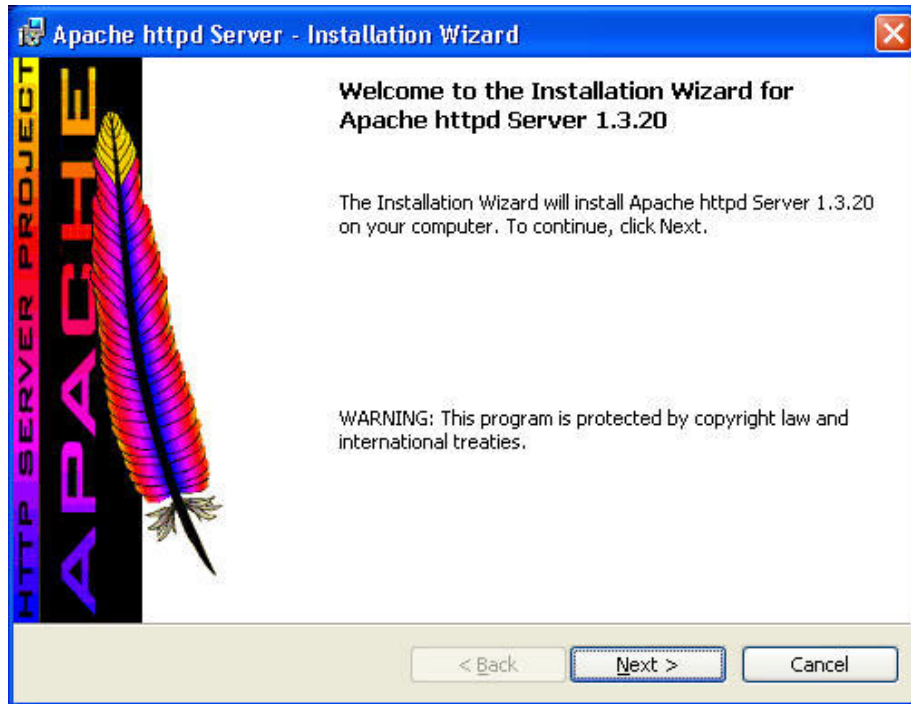 Apache httpd Server - Installation Wizard
HTTP SERVER PROJECT
APACHE
Welcome to the Installation Wizard for
Apache httpd Server 1.3.20
The Installation Wizard will install Apache httpd Server 1.3.20
on your computer. To continue, click Next.
WARNING: This program is protected by copyright law and
international treaties.
< Back
Next >
Cancel